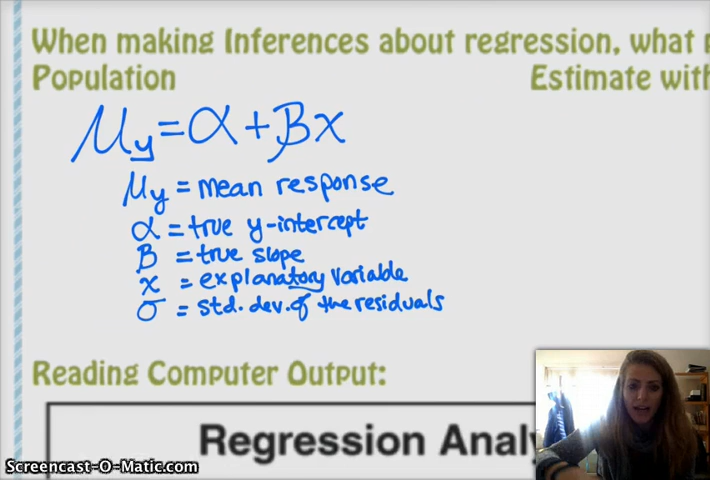 When making Inferences about regression, what
Population Estimate with
μy = α + βx
μy = mean response
α = true y-intercept
β = true slope
x = explanatory variable
σ = std. dev. of the residuals
Reading Computer Output:
Regression Analy
Screencast-O-Matic.com